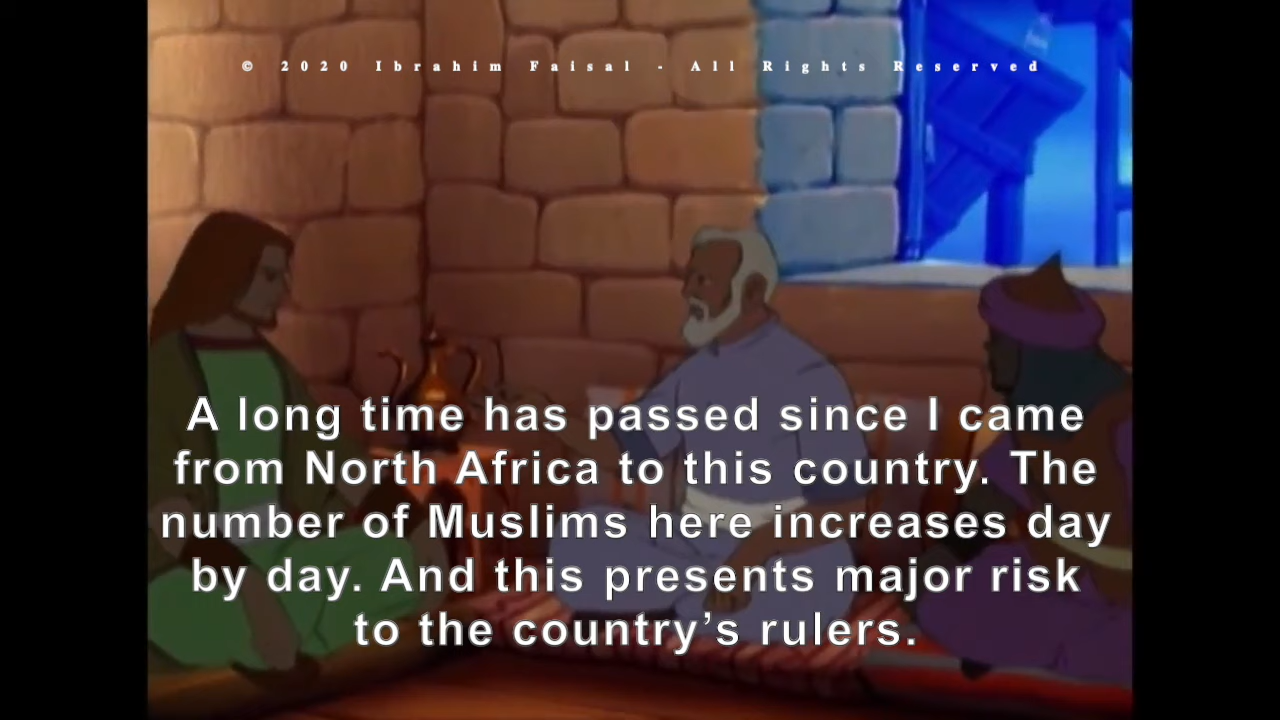 © 2020 Ibrahim Faisal - All Rights Reserved
A long time has passed since I came
from North Africa to this country. The
number of Muslims here increases day
by day. And this presents major risk
to the country’s rulers.